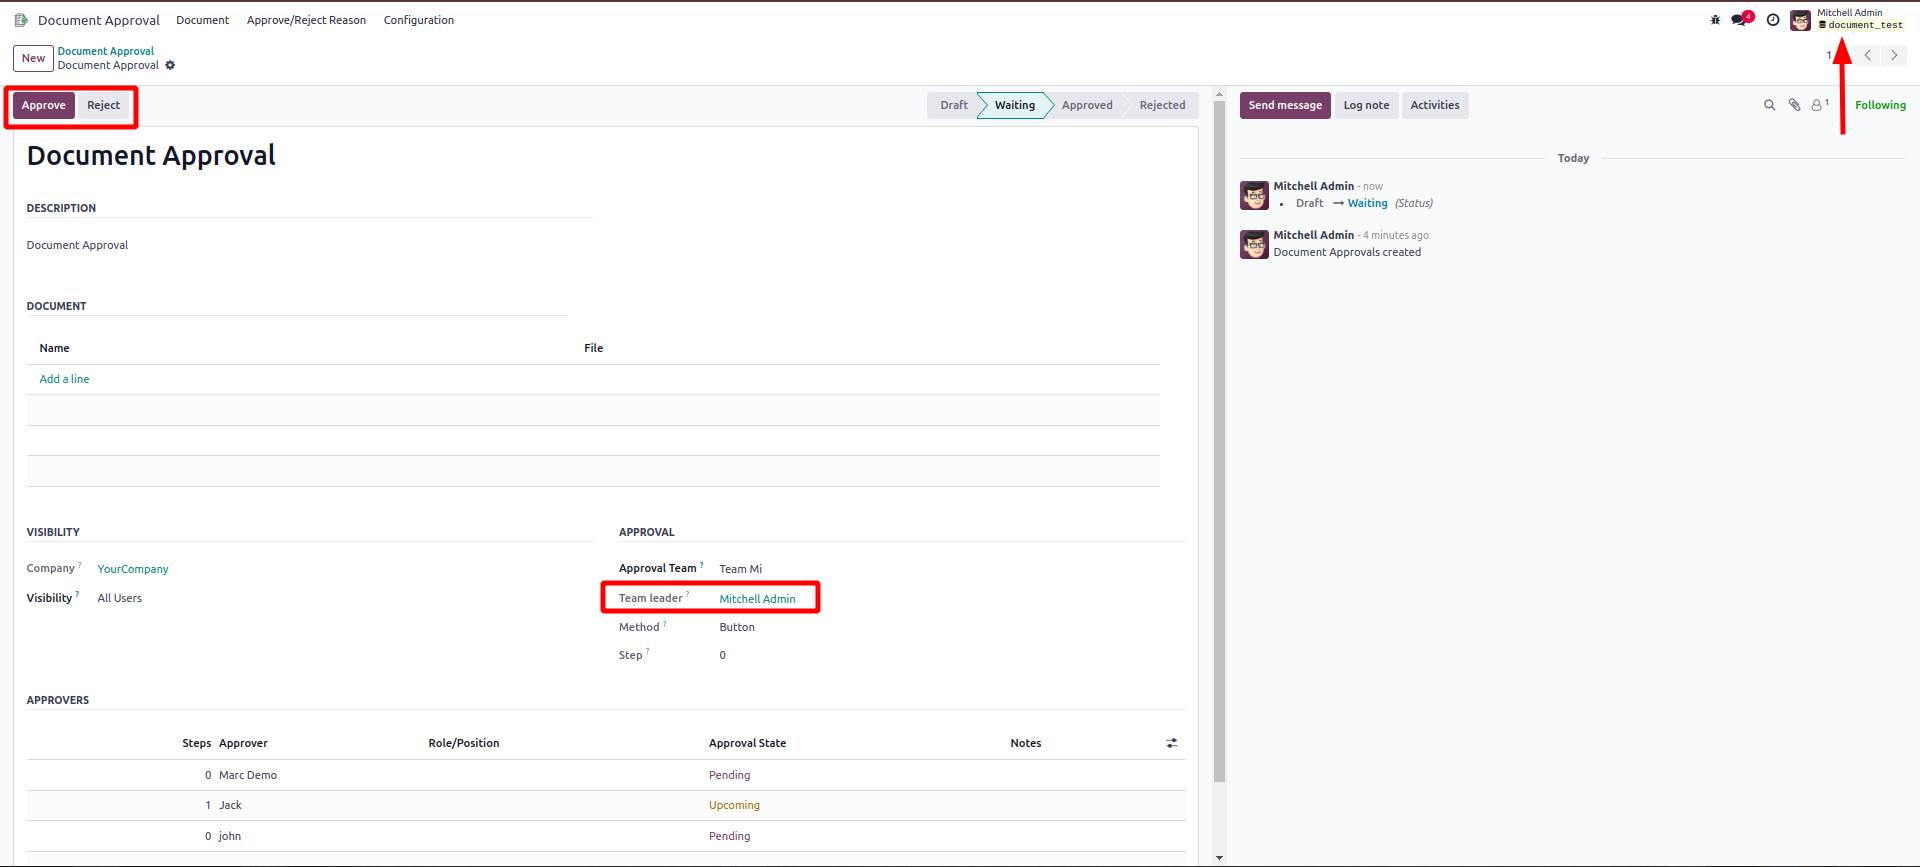 Document Approval Document Approve/Reject Reason Configuration
4
Mitchell Admin
document_test
New
Document Approval
Document Approval
1
Approve Reject
Draft Waiting Approved Rejected
Send message Log note Activities
1
Following
Document Approval
Today
Mitchell Admin - now
• Draft → Waiting (Status)
Mitchell Admin - 4 minutes ago
Document Approvals created
DESCRIPTION
Document Approval
DOCUMENT
Name File
Add a line
VISIBILITY
Company ? YourCompany
Visibility ? All Users
APPROVAL
Approval Team ? Team Mi
Team leader ? Mitchell Admin
Method ? Button
Step ? 0
APPROVERS
Steps Approver Role/Position Approval State Notes
0 Marc Demo Pending
1 Jack Upcoming
0 john Pending